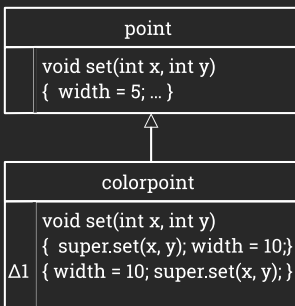 point
void set(int x, int y)
{ width = 5; ... }
colorpoint
void set(int x, int y)
{ super.set(x, y); width = 10;}
Δ1 { width = 10; super.set(x, y); }